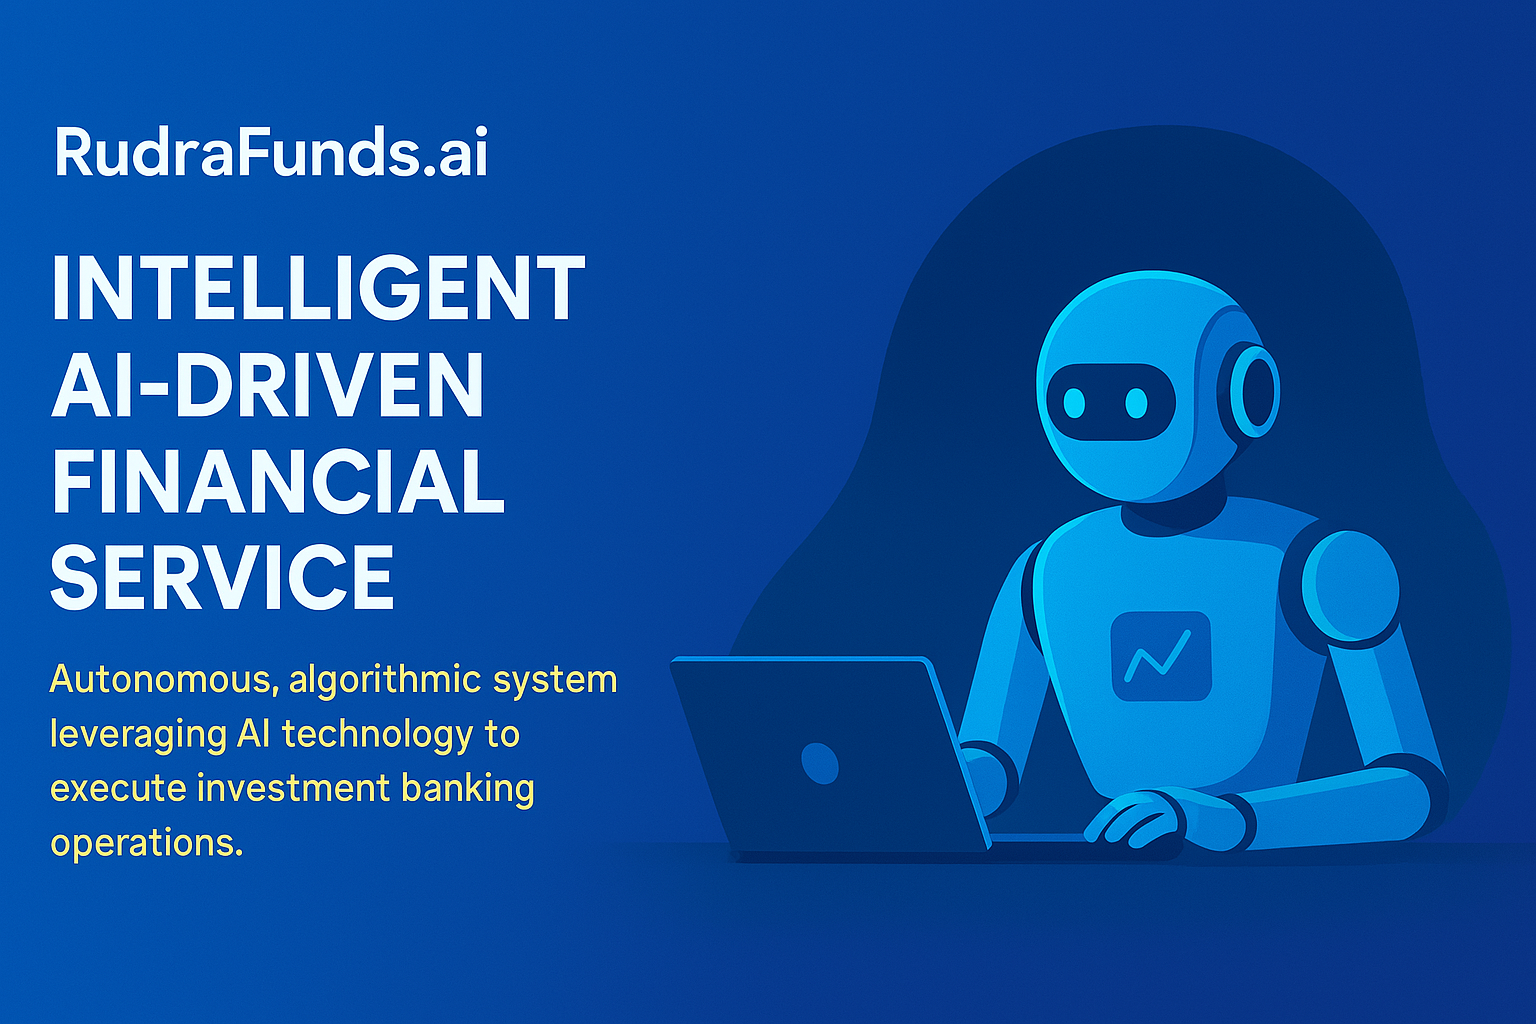 RudraFunds.ai
INTELLIGENT
AI-DRIVEN
FINANCIAL
SERVICE
Autonomous, algorithmic system
leveraging AI technology to
execute investment banking
operations.